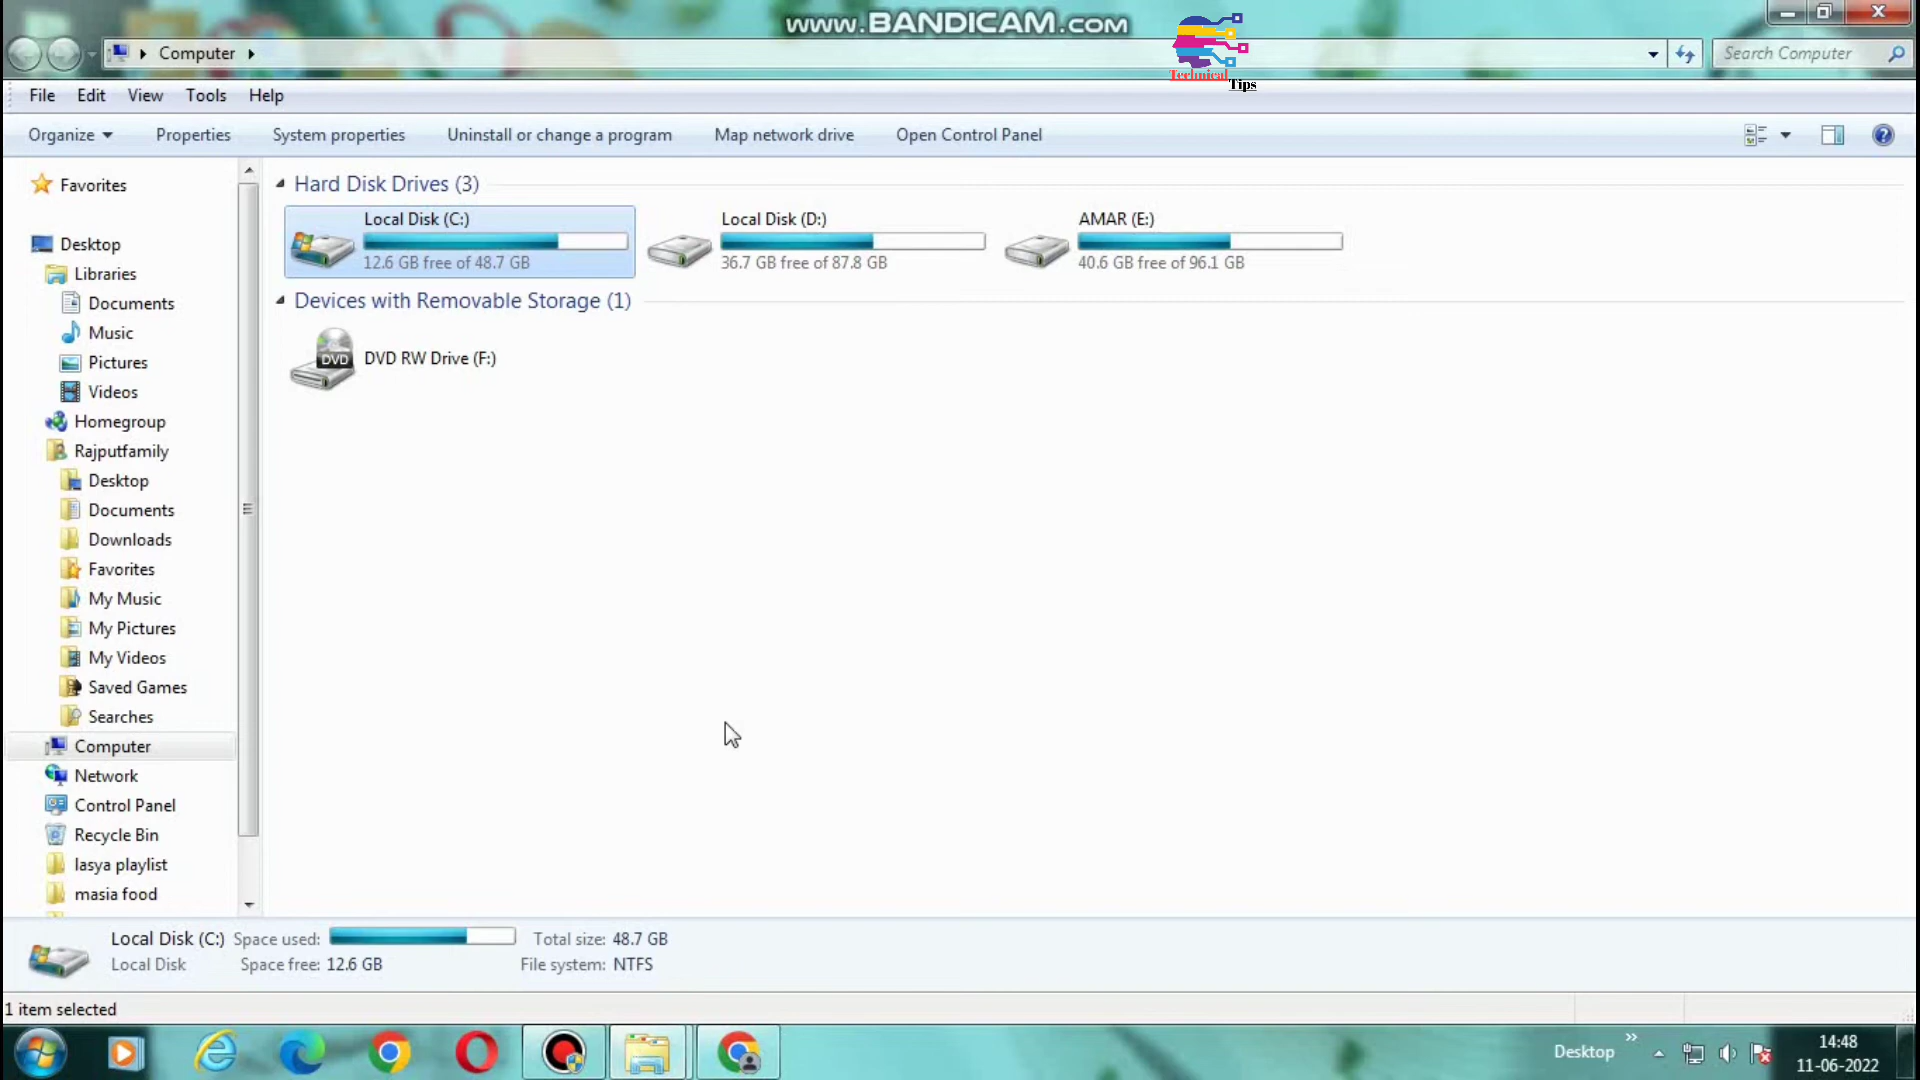 www.BANDICAM.com
Technical
Tips
Computer
Search Computer
File Edit View Tools Help
Organize Properties System properties Uninstall or change a program Map network drive Open Control Panel
Favorites
Desktop
Libraries
Documents
Music
Pictures
Videos
Homegroup
Rajputfamily
Desktop
Documents
Downloads
Favorites
My Music
My Pictures
My Videos
Saved Games
Searches
Computer
Network
Control Panel
Recycle Bin
lasya playlist
masia food
Hard Disk Drives (3)
Local Disk (C:)
12.6 GB free of 48.7 GB
Local Disk (D:)
36.7 GB free of 87.8 GB
AMAR (E:)
40.6 GB free of 96.1 GB
Devices with Removable Storage (1)
DVD
DVD RW Drive (F:)
Local Disk (C:) Space used: Total size: 48.7 GB
Local Disk Space free: 12.6 GB File system: NTFS
1 item selected
Desktop
14:48
11-06-2022